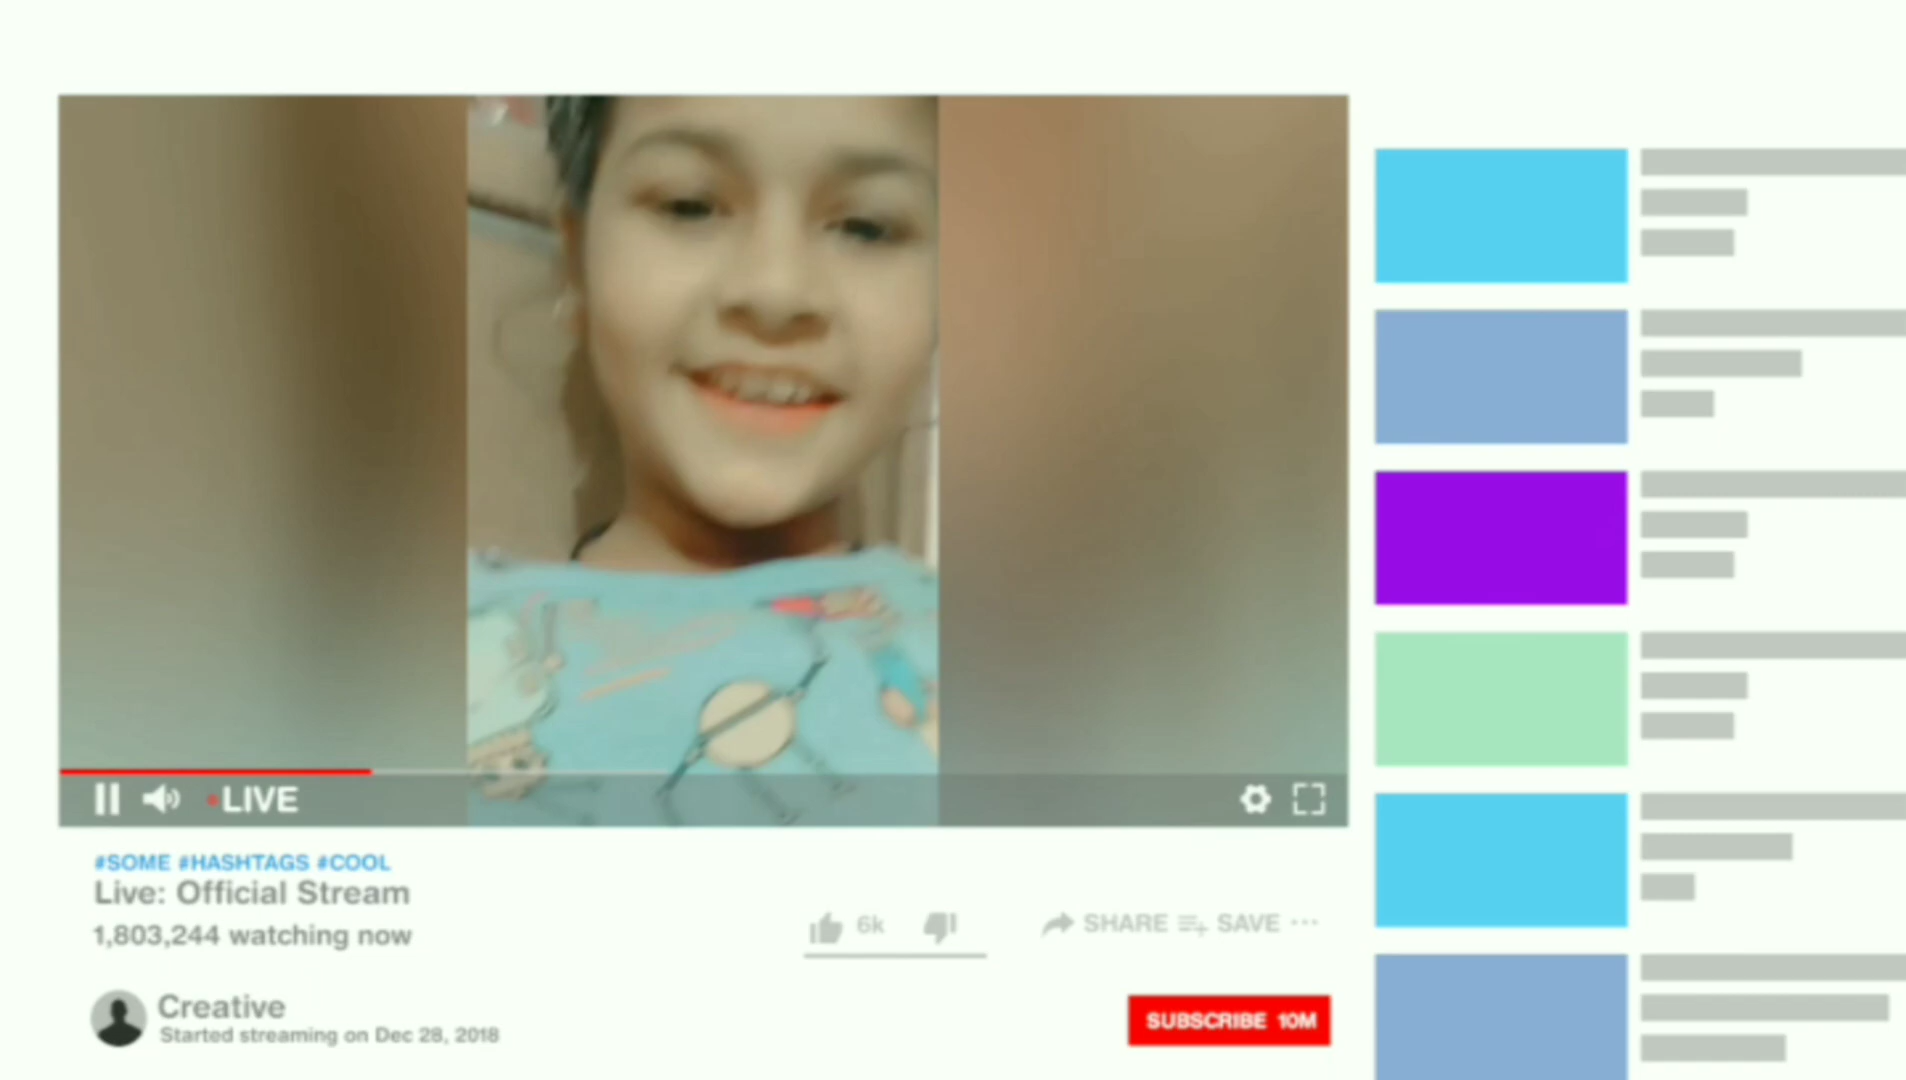 LIVE
#SOME #HASHTAGS #COOL
Live: Official Stream
1,803,244 watching now
6k
SHARE
SAVE
Creative
Started streaming on Dec 28, 2018
SUBSCRIBE 10M